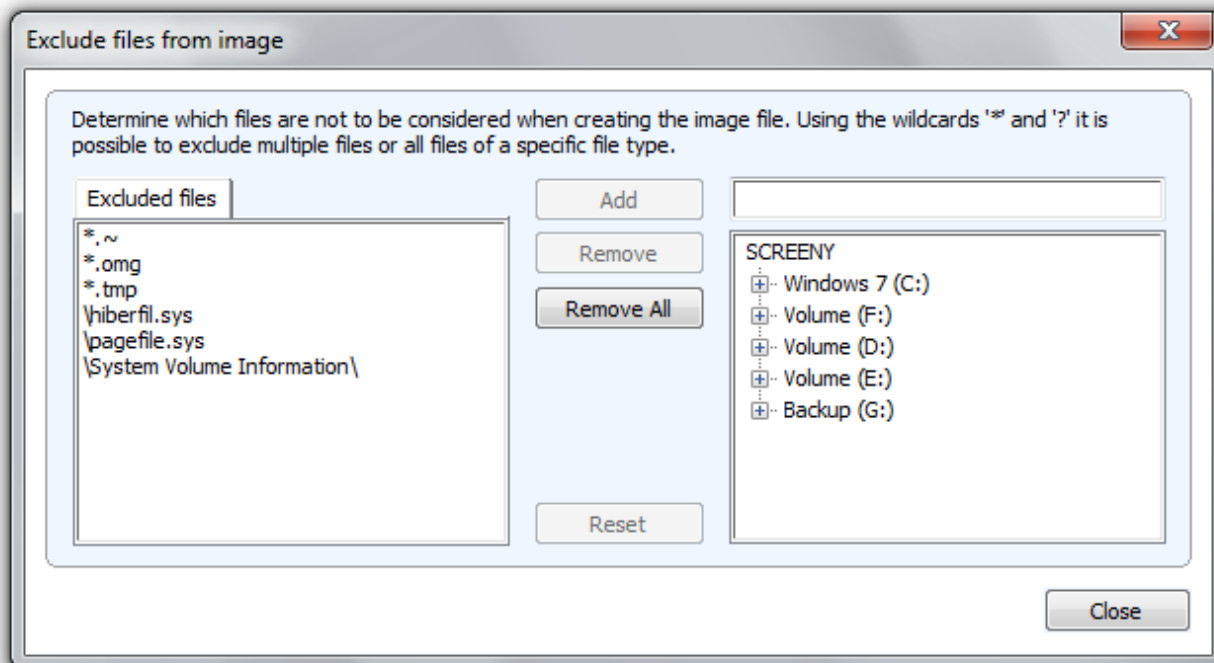 Exclude files from image
Determine which files are not to be considered when creating the image file. Using the wildcards '*' and '?' it is
possible to exclude multiple files or all files of a specific file type.
Excluded files
*.~
*.omg
*.tmp
\hiberfil.sys
\pagefile.sys
\System Volume Information\
Add
Remove
Remove All
Reset
SCREENY
Windows 7 (C:)
Volume (F:)
Volume (D:)
Volume (E:)
Backup (G:)
Close